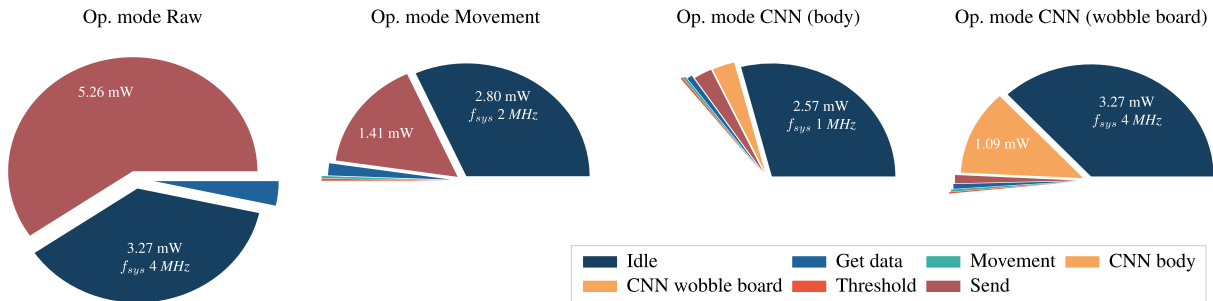 Op. mode Raw
Op. mode Movement
Op. mode CNN (body)
Op. mode CNN (wobble board)
5.26 mW
3.27 mW
f_sys 4 MHz
2.80 mW
f_sys 2 MHz
1.41 mW
2.57 mW
f_sys 1 MHz
3.27 mW
f_sys 4 MHz
1.09 mW
Idle
Get data
Movement
CNN body
CNN wobble board
Threshold
Send